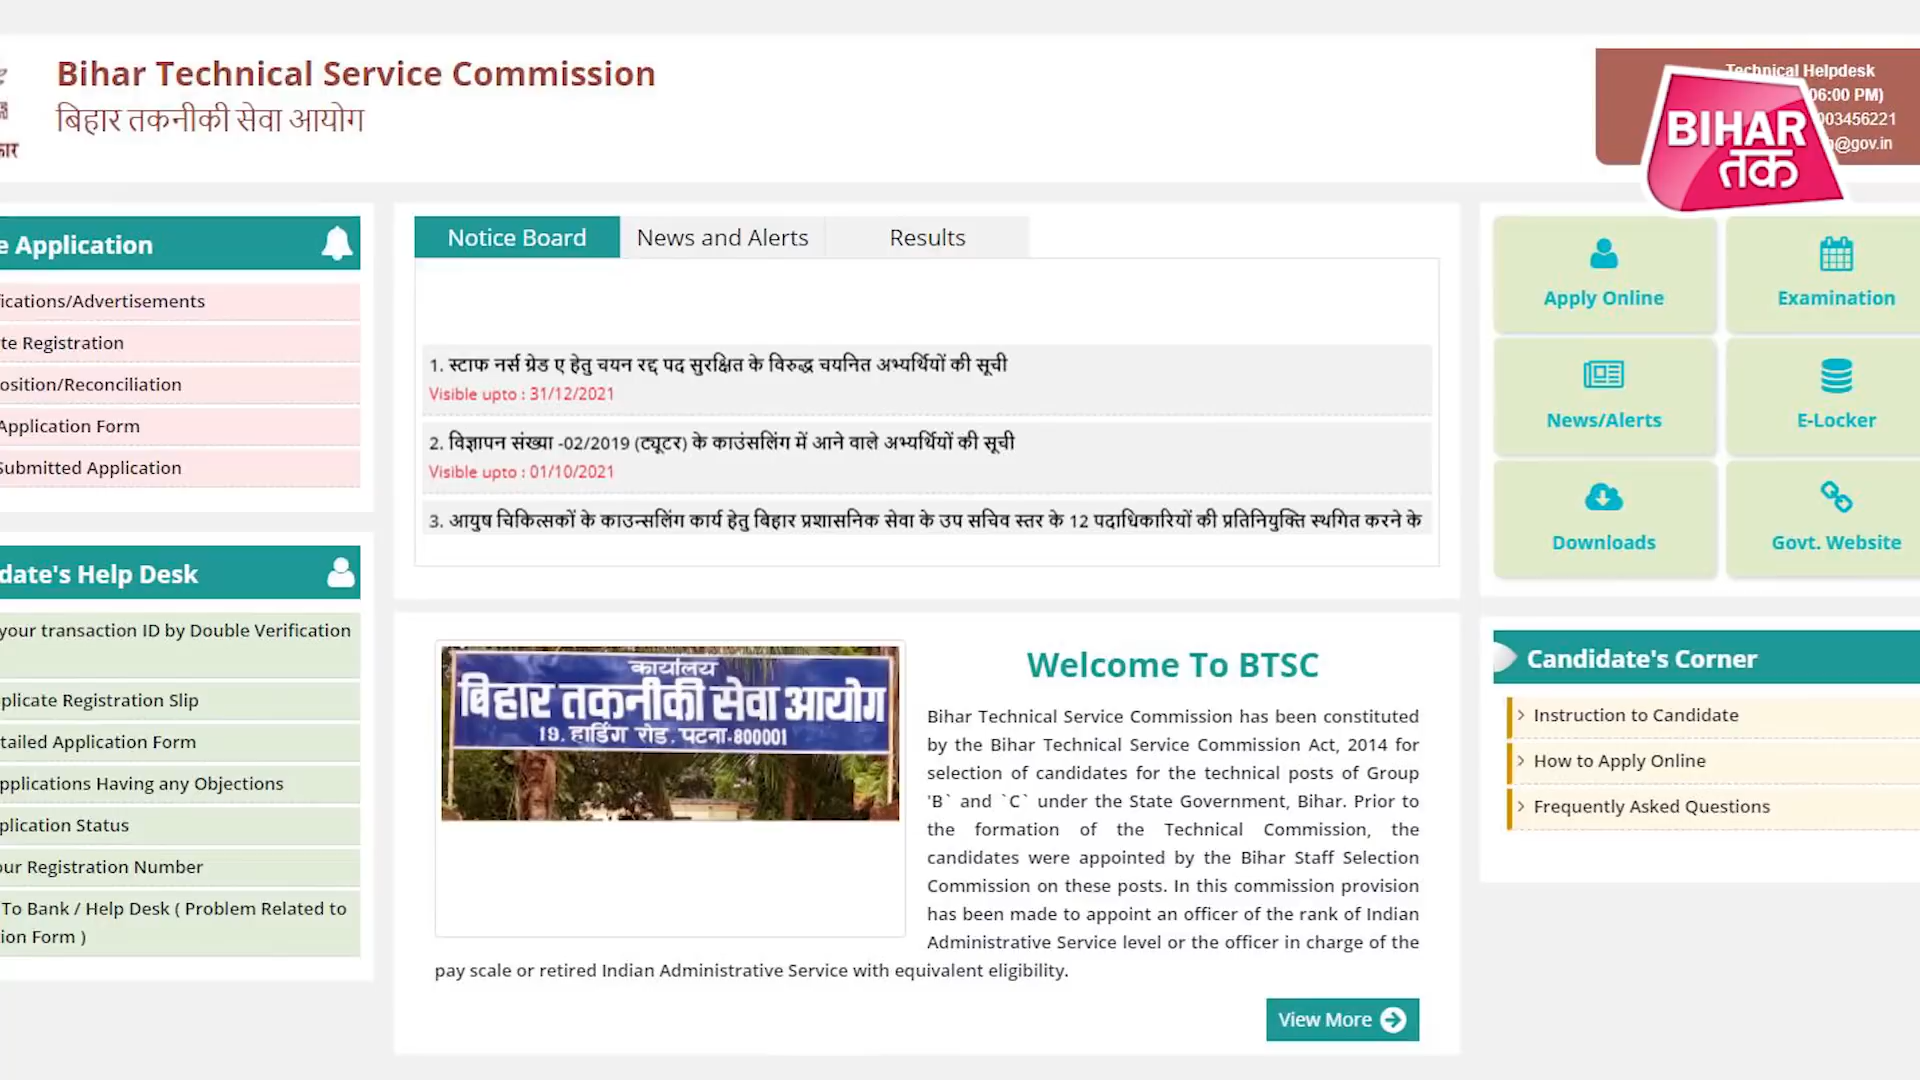 Bihar Technical Service Commission
बिहार तकनीकी सेवा आयोग
Technical Helpdesk
06:00 PM)
003456221
@gov.in
BIHAR
तक
e Application
ications/Advertisements
te Registration
osition/Reconciliation
Application Form
Submitted Application
date's Help Desk
your transaction ID by Double Verification
plicate Registration Slip
tailed Application Form
pplications Having any Objections
plication Status
our Registration Number
To Bank / Help Desk ( Problem Related to
ion Form )
Notice Board
News and Alerts
Results
1. स्टाफ नर्स ग्रेड ए हेतु चयन रद्द पद सुरक्षित के विरुद्ध चयनित अभ्यर्थियों की सूची
Visible upto : 31/12/2021
2. विज्ञापन संख्या -02/2019 (ट्यूटर) के काउंसलिंग में आने वाले अभ्यर्थियों की सूची
Visible upto : 01/10/2021
3. आयुष चिकित्सकों के काउन्सलिंग कार्य हेतु बिहार प्रशासनिक सेवा के उप सचिव स्तर के 12 पदाधिकारियों की प्रतिनियुक्ति स्थगित करने के
कार्यालय
बिहार तकनीकी सेवा आयोग
19, हार्डिंग रोड, पटना-800001
Welcome To BTSC
Bihar Technical Service Commission has been constituted
by the Bihar Technical Service Commission Act, 2014 for
selection of candidates for the technical posts of Group
'B` and `C` under the State Government, Bihar. Prior to
the formation of the Technical Commission, the
candidates were appointed by the Bihar Staff Selection
Commission on these posts. In this commission provision
has been made to appoint an officer of the rank of Indian
Administrative Service level or the officer in charge of the
pay scale or retired Indian Administrative Service with equivalent eligibility.
View More
Apply Online
Examination
News/Alerts
E-Locker
Downloads
Govt. Website
Candidate's Corner
Instruction to Candidate
How to Apply Online
Frequently Asked Questions